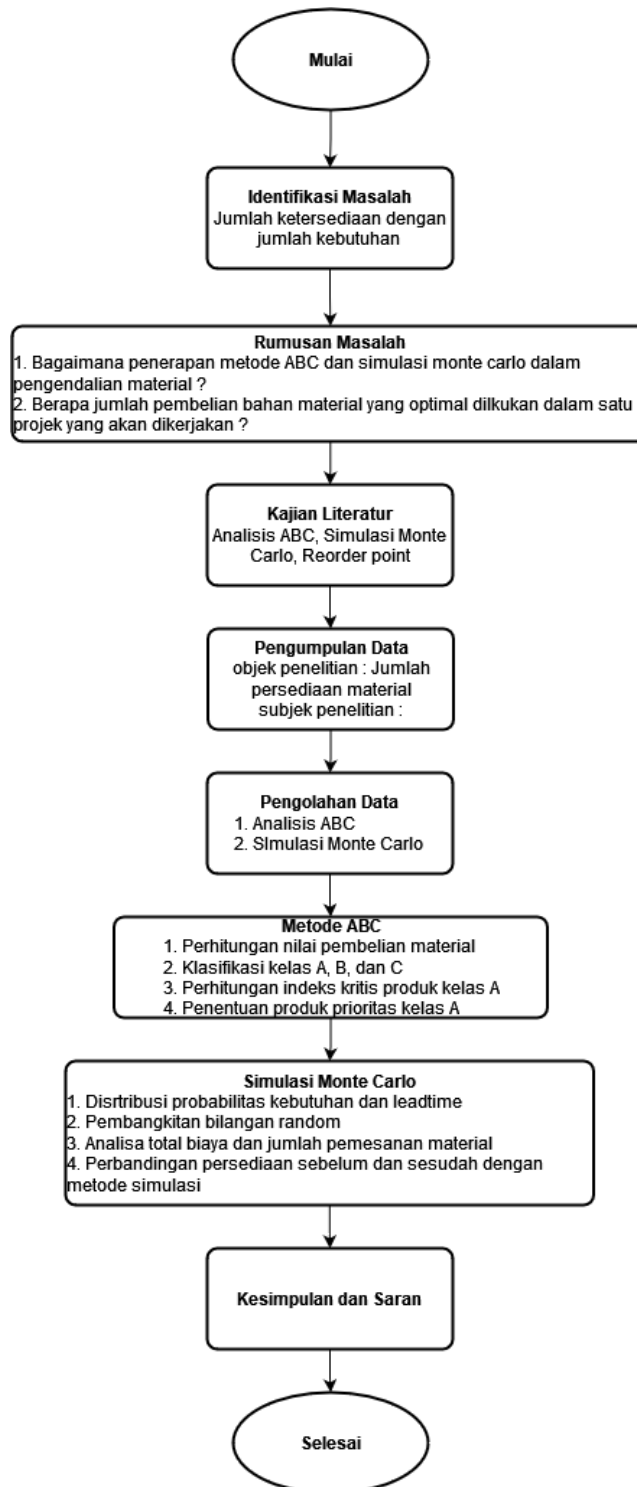 Mulai
Identifikasi Masalah
Jumlah ketersediaan dengan
jumlah kebutuhan
Rumusan Masalah
1. Bagaimana penerapan metode ABC dan simulasi monte carlo dalam
pengendalian material ?
2. Berapa jumlah pembelian bahan material yang optimal dilkukan dalam satu
projek yang akan dikerjakan ?
Kajian Literatur
Analisis ABC, Simulasi Monte
Carlo, Reorder point
Pengumpulan Data
objek penelitian : Jumlah
persediaan material
subjek penelitian :
Pengolahan Data
1. Analisis ABC
2. SImulasi Monte Carlo
Metode ABC
1. Perhitungan nilai pembelian material
2. Klasifikasi kelas A, B, dan C
3. Perhitungan indeks kritis produk kelas A
4. Penentuan produk prioritas kelas A
Simulasi Monte Carlo
1. Disrtribusi probabilitas kebutuhan dan leadtime
2. Pembangkitan bilangan random
3. Analisa total biaya dan jumlah pemesanan material
4. Perbandingan persediaan sebelum dan sesudah dengan
metode simulasi
Kesimpulan dan Saran
Selesai